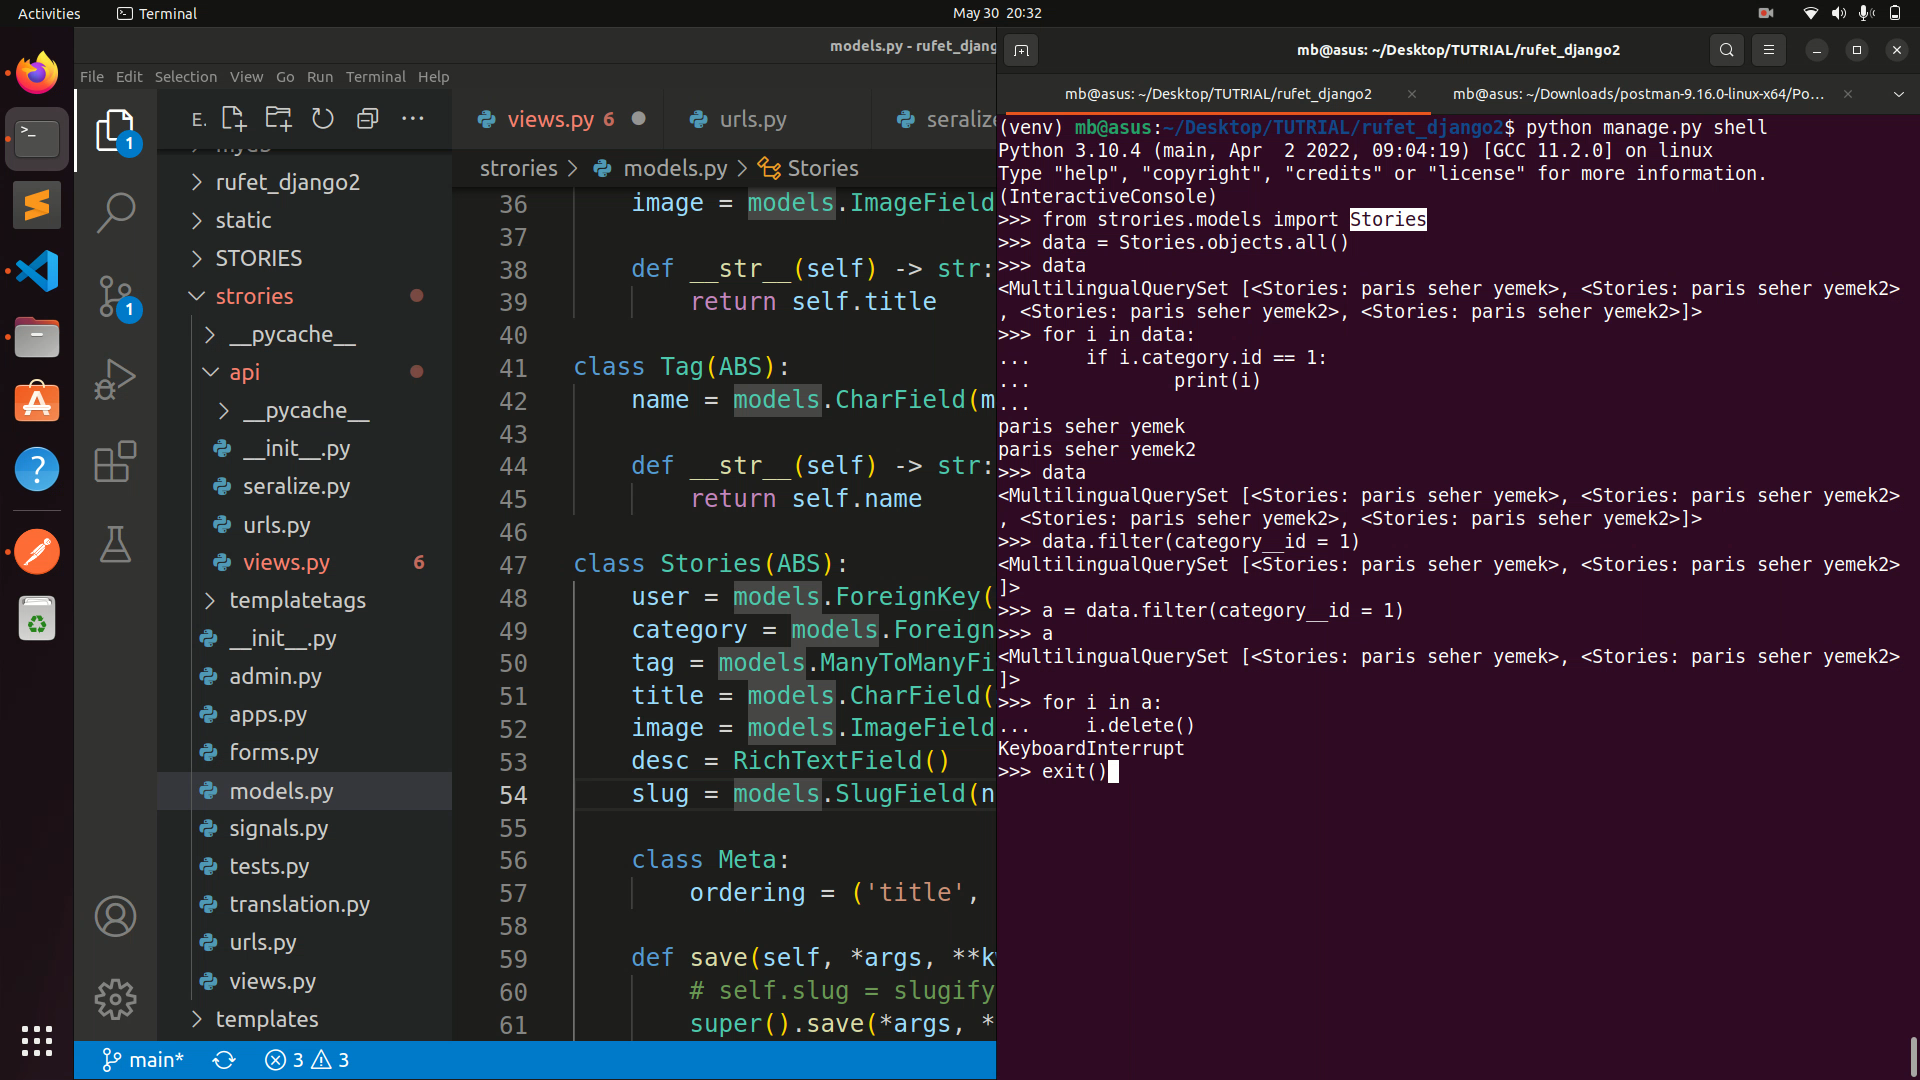 Activities
Terminal
May 30 20:32
models.py - rufet_djang
File Edit Selection View Go Run Terminal Help
1
1
E.
rufet_django2
static
STORIES
strories
__pycache__
api
__pycache__
__init__.py
seralize.py
urls.py
views.py 6
templatetags
__init__.py
admin.py
apps.py
forms.py
models.py
signals.py
tests.py
translation.py
urls.py
views.py
templates
views.py 6
urls.py
seraliz
strories > models.py > Stories
36 image = models.ImageField
37
38 def __str__(self) -> str:
39 return self.title
40
41 class Tag(ABS):
42 name = models.CharField(m
43
44 def __str__(self) -> str:
45 return self.name
46
47 class Stories(ABS):
48 user = models.ForeignKey(
49 category = models.Foreign
50 tag = models.ManyToManyFi
51 title = models.CharField(
52 image = models.ImageField
53 desc = RichTextField()
54 slug = models.SlugField(n
55
56 class Meta:
57 ordering = ('title',
58
59 def save(self, *args, **k
60 # self.slug = slugify
61 super().save(*args, *
main* 3 3
mb@asus: ~/Desktop/TUTRIAL/rufet_django2
mb@asus: ~/Desktop/TUTRIAL/rufet_django2
mb@asus: ~/Downloads/postman-9.16.0-linux-x64/Po...
(venv) mb@asus:~/Desktop/TUTRIAL/rufet_django2$ python manage.py shell
Python 3.10.4 (main, Apr  2 2022, 09:04:19) [GCC 11.2.0] on linux
Type "help", "copyright", "credits" or "license" for more information.
(InteractiveConsole)
>>> from strories.models import Stories
>>> data = Stories.objects.all()
>>> data
<MultilingualQuerySet [<Stories: paris seher yemek>, <Stories: paris seher yemek2>
, <Stories: paris seher yemek2>, <Stories: paris seher yemek2>]>
>>> for i in data:
...     if i.category.id == 1:
...             print(i)
...
paris seher yemek
paris seher yemek2
>>> data
<MultilingualQuerySet [<Stories: paris seher yemek>, <Stories: paris seher yemek2>
, <Stories: paris seher yemek2>, <Stories: paris seher yemek2>]>
>>> data.filter(category__id = 1)
<MultilingualQuerySet [<Stories: paris seher yemek>, <Stories: paris seher yemek2>
]>
>>> a = data.filter(category__id = 1)
>>> a
<MultilingualQuerySet [<Stories: paris seher yemek>, <Stories: paris seher yemek2>
]>
>>> for i in a:
...     i.delete()
KeyboardInterrupt
>>> exit()